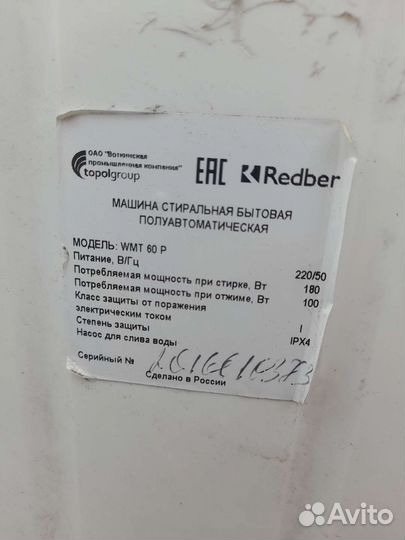 ОАО "Воткинская
промышленная компания"
topolgroup
ЕАС Redber
МАШИНА СТИРАЛЬНАЯ БЫТОВАЯ
ПОЛУАВТОМАТИЧЕСКАЯ
МОДЕЛЬ: WMT 60 P
Питание, В/Гц 220/50
Потребляемая мощность при стирке, Вт 180
Потребляемая мощность при отжиме, Вт 100
Класс защиты от поражения
электрическим током I
Степень защиты IPX4
Насос для слива воды
Серийный №
Сделано в России
Avito